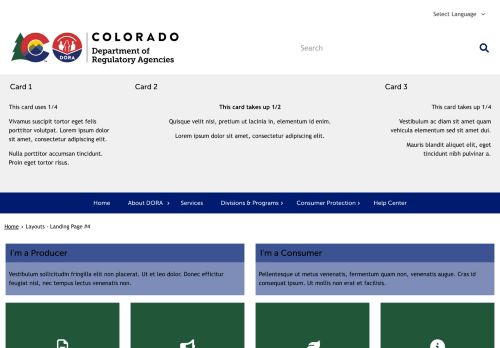 Select Language
COLORADO
Department of
Regulatory Agencies
DORA
Search
Card 1
This card uses 1/4
Vivamus suscipit tortor eget felis
porttitor volutpat. Lorem ipsum dolor
sit amet, consectetur adipiscing elit.
Nulla porttitor accumsan tincidunt.
Proin eget tortor risus.
Card 2
This card takes up 1/2
Quisque velit nisi, pretium ut lacinia in, elementum id enim.
Lorem ipsum dolor sit amet, consectetur adipiscing elit.
Card 3
This card takes up 1/4
Vestibulum ac diam sit amet quam
vehicula elementum sed sit amet dui.
Mauris blandit aliquet elit, eget
tincidunt nibh pulvinar a.
Home About DORA Services Divisions & Programs Consumer Protection Help Center
Home › Layouts - Landing Page #4
I'm a Producer
Vestibulum sollicitudin fringilla elit non placerat. Ut et leo dolor. Donec efficitur
feugiat nisl, nec tempus lectus venenatis non.
I'm a Consumer
Pellentesque ut metus venenatis, fermentum quam non, venenatis augue. Cras id
consequat ipsum. Ut mollis non erat et facilisis.